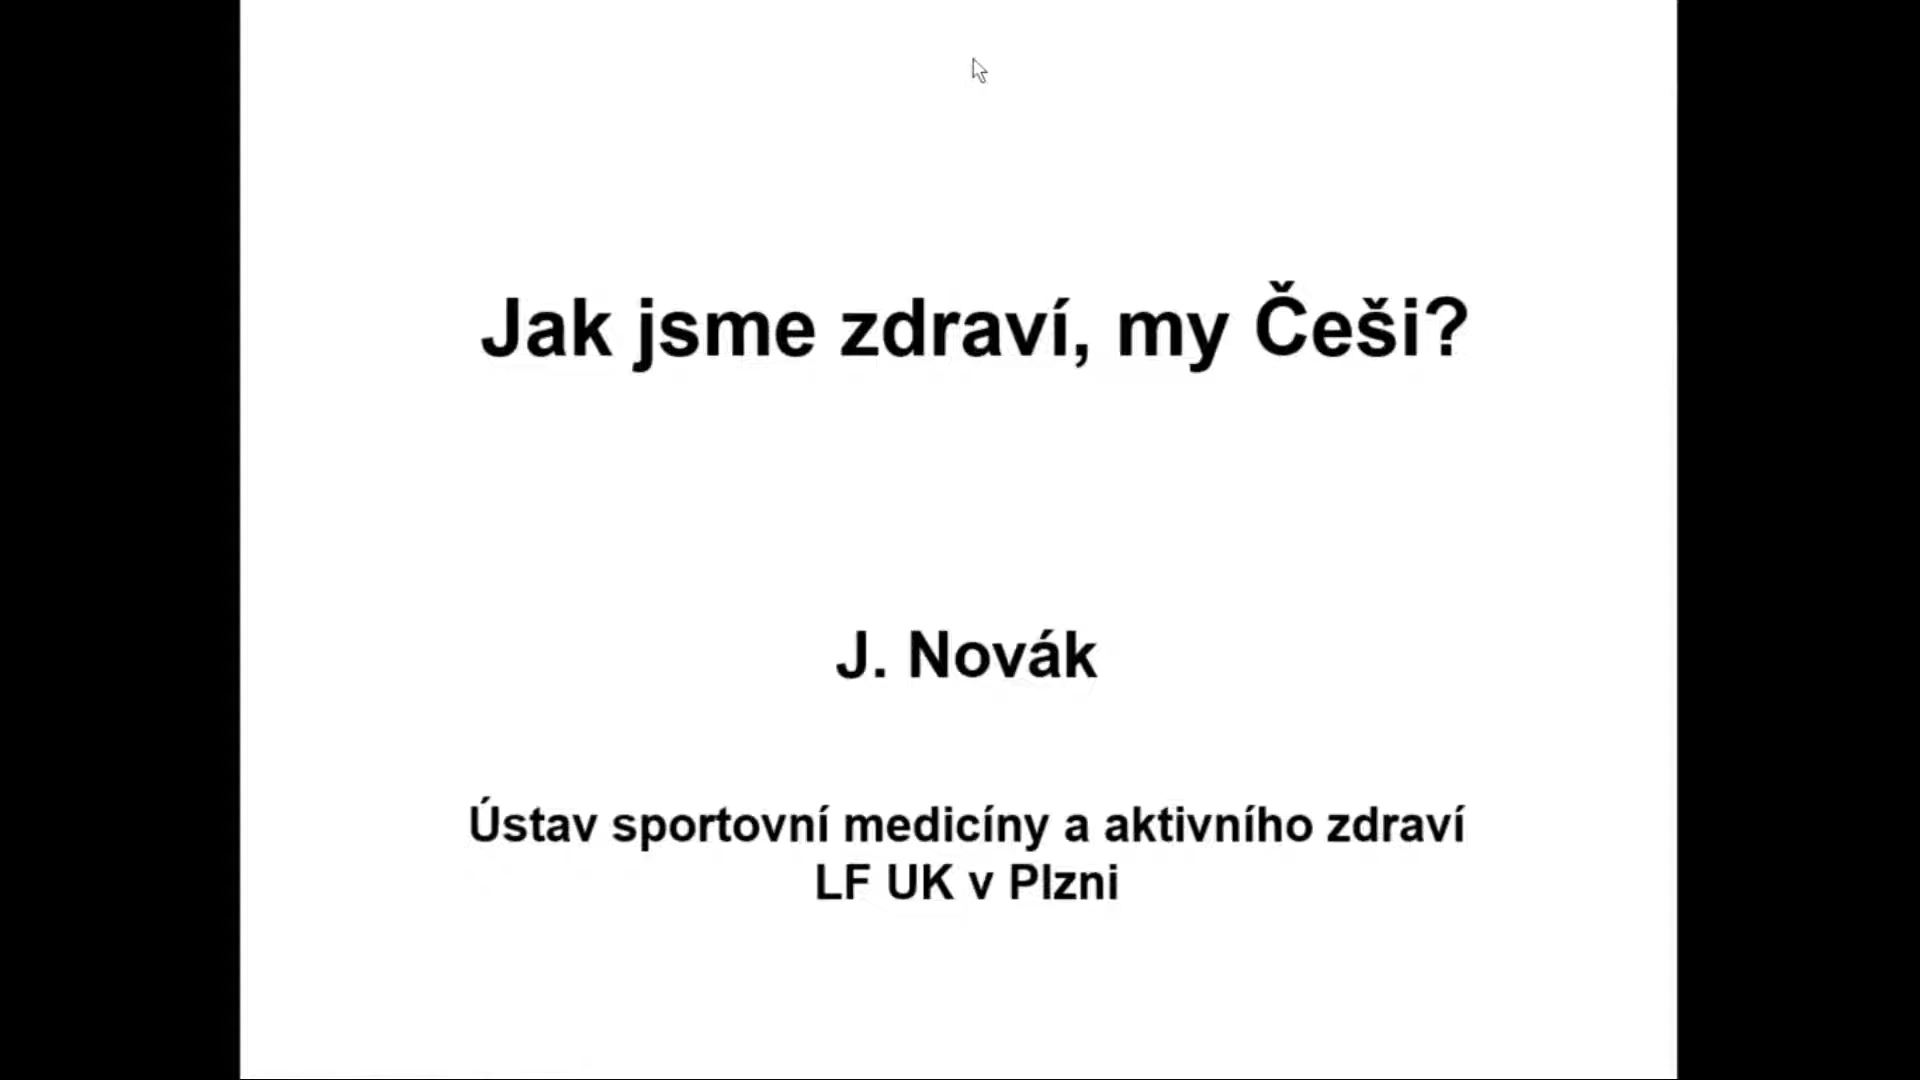 Jak jsme zdraví, my Češi?
J. Novák
Ústav sportovní medicíny a aktivního zdraví
LF UK v Plzni